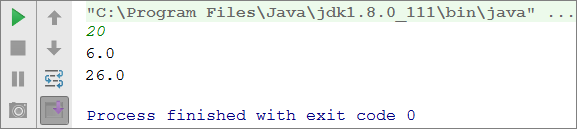 "C:\Program Files\Java\jdk1.8.0_111\bin\java" ...
20
6.0
26.0
Process finished with exit code 0